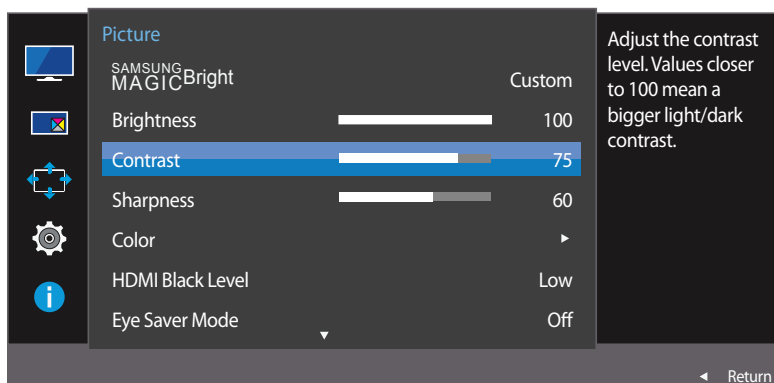 Picture
SAMSUNG
MAGICBright Custom
Brightness 100
Contrast 75
Sharpness 60
Color
HDMI Black Level Low
Eye Saver Mode Off
Adjust the contrast
level. Values closer
to 100 mean a
bigger light/dark
contrast.
Return